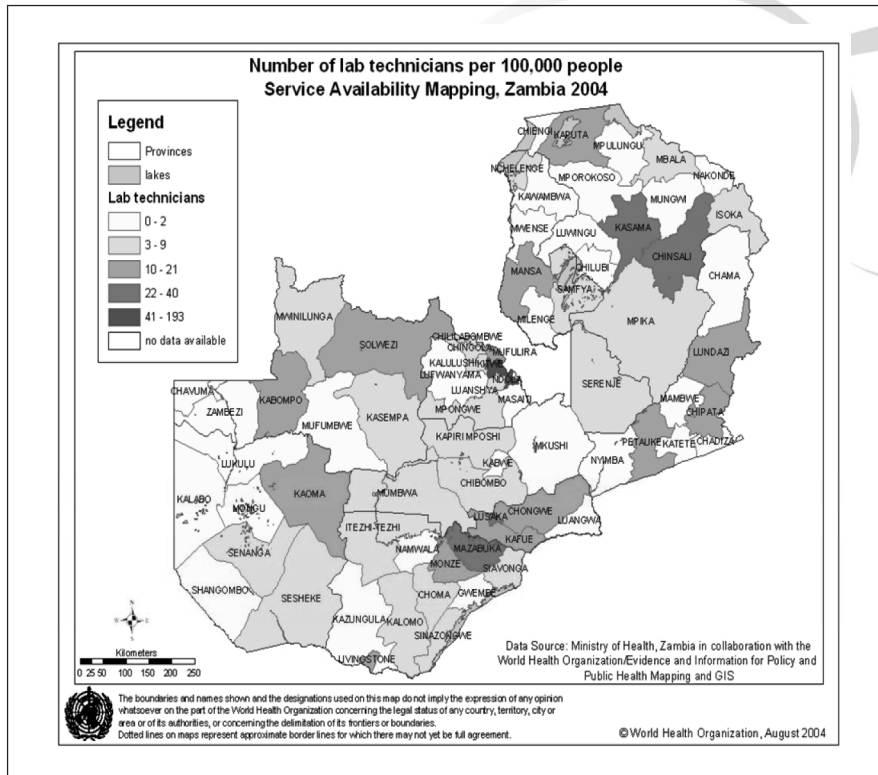 Number of lab technicians per 100,000 people
Service Availability Mapping, Zambia 2004
Legend
Provinces
lakes
Lab technicians
0 - 2
3 - 9
10 - 21
22 - 40
41 - 193
no data available
CHIENGI
KAPUTA
MPULUNGU
MBALA
NCHELENGE
MPOROKOSO
NAKONDE
KAWAMBWA
MUNGWI
ISOKA
MWENSE
LUWINGU
KASAMA
CHINSALI
MANSA
CHILUBI
CHAMA
SAMFYA
MILENGE
MPIKA
MWINILUNGA
SOLWEZI
CHILILABOMBWE
CHINGOLA
MUFULIRA
KALULUSHI
KITWE
LUFWANYAMA
NDOLA
LUANSHYA
MASAITI
MPONGWE
SERENJE
LUNDAZI
CHAVUMA
ZAMBEZI
KABOMPO
MUFUMBWE
KASEMPA
KAPIRI MPOSHI
MAMBWE
CHIPATA
PETAUKE
KATETE
CHADIZA
MKUSHI
NYIMBA
LUKULU
KABWE
CHIBOMBO
KALABO
MONGU
KAOMA
MUMBWA
LUSAKA
CHONGWE
LUANGWA
ITEZHI-TEZHI
KAFUE
SENANGA
NAMWALA
MAZABUKA
MONZE
SIAVONGA
SHANGOMBO
SESHEKE
CHOMA
GWEMBE
KAZUNGULA
KALOMO
SINAZONGWE
LIVINGSTONE
Kilometers
0 25 50 100 150 200 250
Data Source: Ministry of Health, Zambia in collaboration with the
World Health Organization/Evidence and Information for Policy and
Public Health Mapping and GIS
The boundaries and names shown and the designations used on this map do not imply the expression of any opinion
whatsoever on the part of the World Health Organization concerning the legal status of any country, territory, city or
area or of its authorities, or concerning the delimitation of its frontiers or boundaries.
Dotted lines on maps represent approximate border lines for which there may not yet be full agreement.
© World Health Organization, August 2004